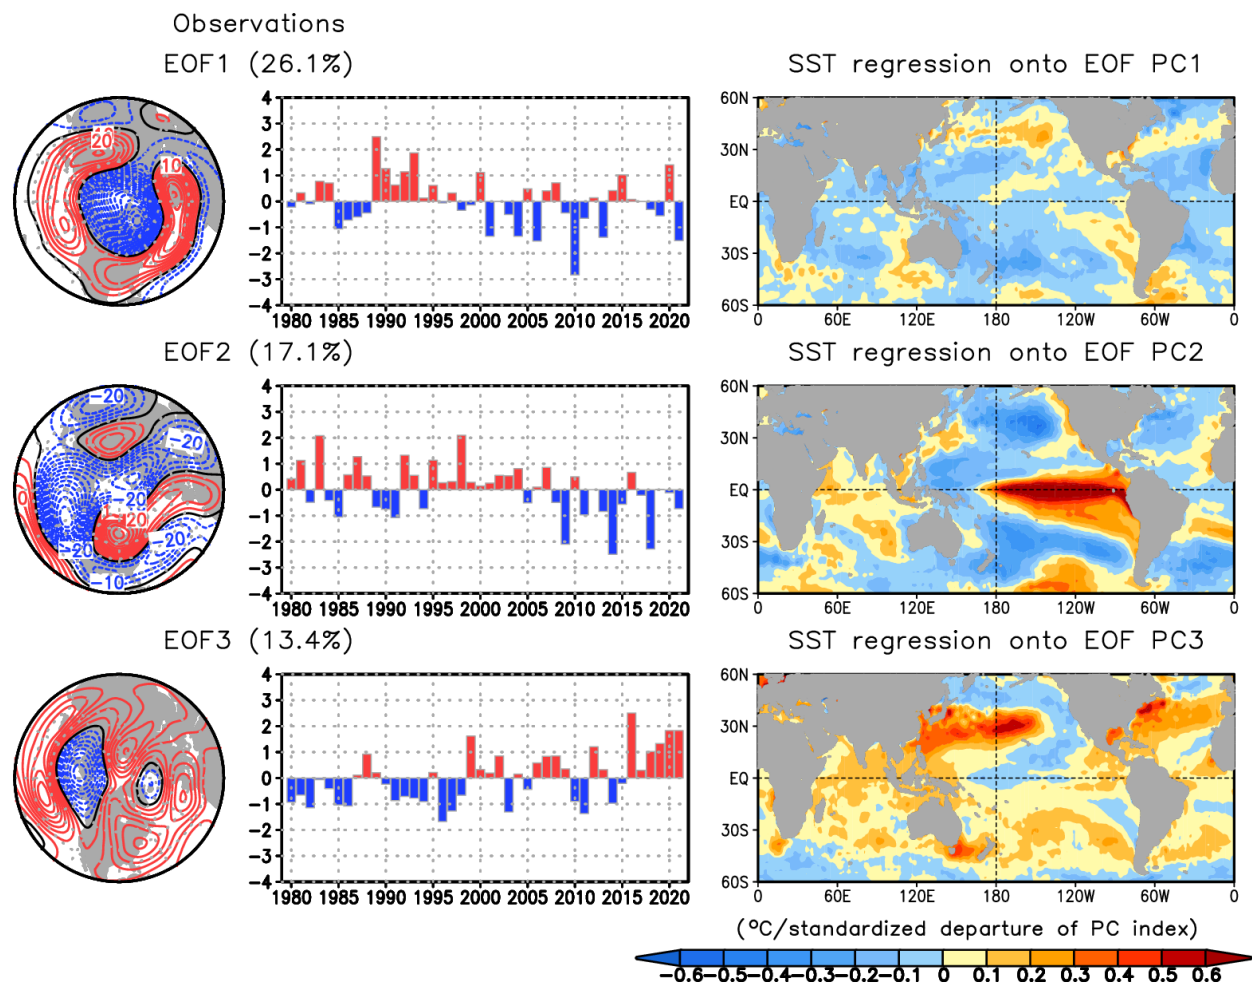 Observations
EOF1 (26.1%)
SST regression onto EOF PC1
20
10
4
3
2
1
0
-1
-2
-3
-4
1980 1985 1990 1995 2000 2005 2010 2015 2020
60N
30N
EQ
30S
60S
0 60E 120E 180 120W 60W 0
EOF2 (17.1%)
SST regression onto EOF PC2
-20
-20
-20
20
-20
-20
-10
4
3
2
1
0
-1
-2
-3
-4
1980 1985 1990 1995 2000 2005 2010 2015 2020
60N
30N
EQ
30S
60S
0 60E 120E 180 120W 60W 0
EOF3 (13.4%)
SST regression onto EOF PC3
4
3
2
1
0
-1
-2
-3
-4
1980 1985 1990 1995 2000 2005 2010 2015 2020
60N
30N
EQ
30S
60S
0 60E 120E 180 120W 60W 0
(°C/standardized departure of PC index)
-0.6 -0.5 -0.4 -0.3 -0.2 -0.1 0 0.1 0.2 0.3 0.4 0.5 0.6